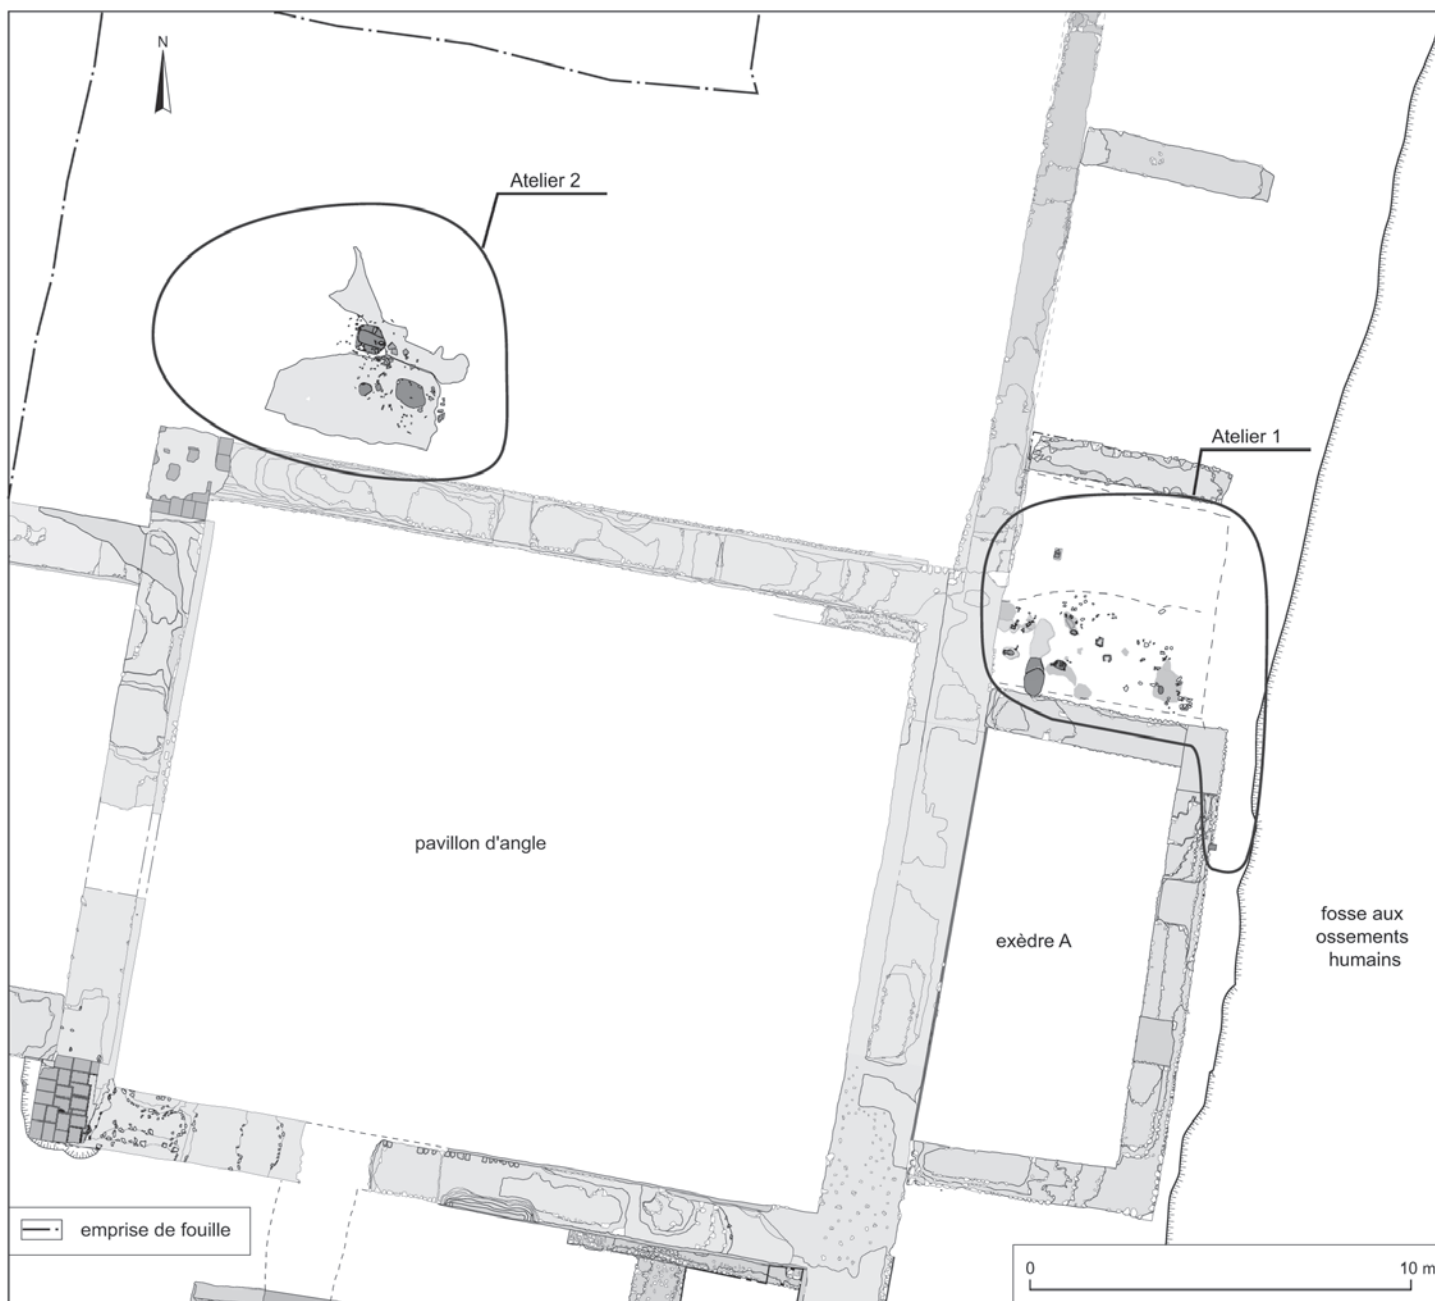 N
Atelier 2
Atelier 1
pavillon d'angle
exèdre A
fosse aux
ossements
humains
emprise de fouille
0
10 m